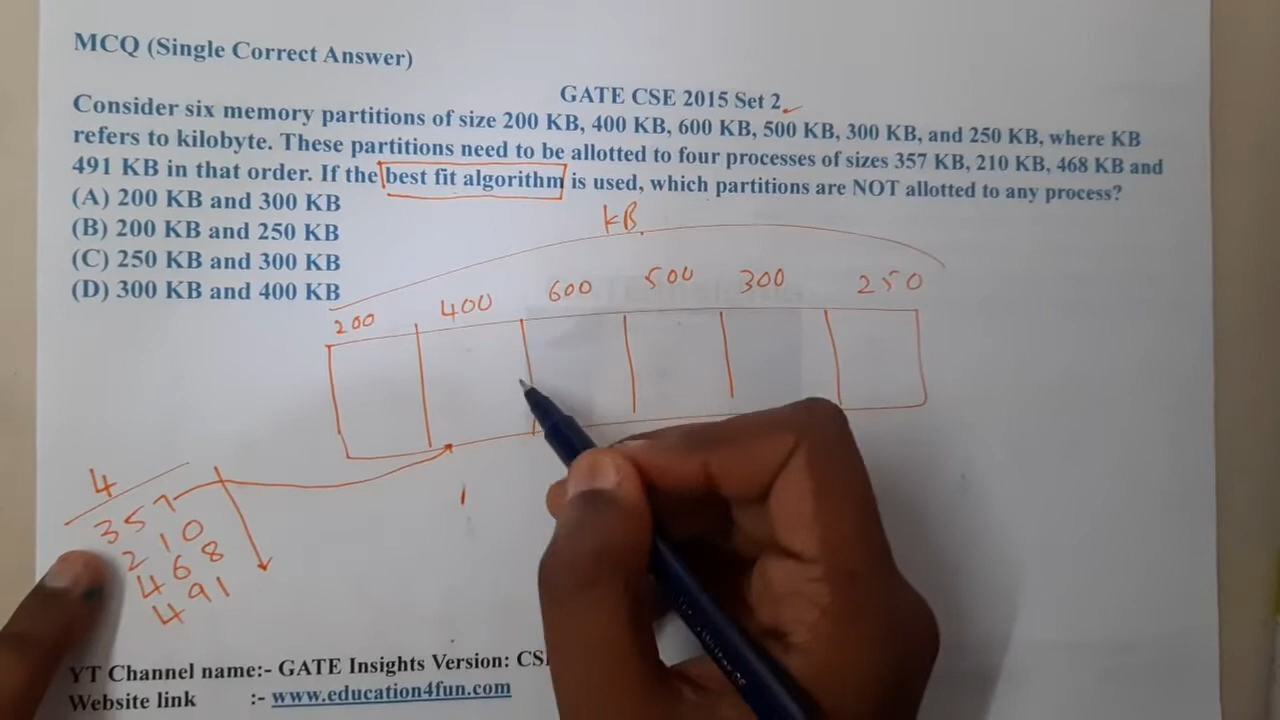 MCQ (Single Correct Answer)
GATE CSE 2015 Set 2
Consider six memory partitions of size 200 KB, 400 KB, 600 KB, 500 KB, 300 KB, and 250 KB, where KB
refers to kilobyte. These partitions need to be allotted to four processes of sizes 357 KB, 210 KB, 468 KB and
491 KB in that order. If the best fit algorithm is used, which partitions are NOT allotted to any process?
(A) 200 KB and 300 KB
(B) 200 KB and 250 KB
(C) 250 KB and 300 KB
(D) 300 KB and 400 KB
KB
200 400 600 500 300 250
4
357
210
468
491
YT Channel name:- GATE Insights Version: CS
Website link :- www.education4fun.com